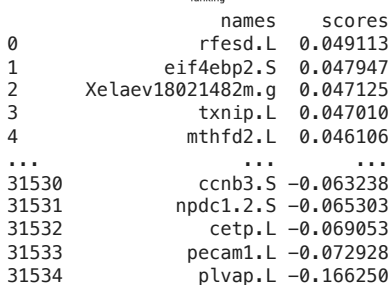 ranking
names scores
0 rfesd.L 0.049113
1 eif4ebp2.S 0.047947
2 Xelaev18021482m.g 0.047125
3 txnip.L 0.047010
4 mthfd2.L 0.046106
... ... ...
31530 ccnb3.S -0.063238
31531 npdc1.2.S -0.065303
31532 cetp.L -0.069053
31533 pecam1.L -0.072928
31534 plvap.L -0.166250